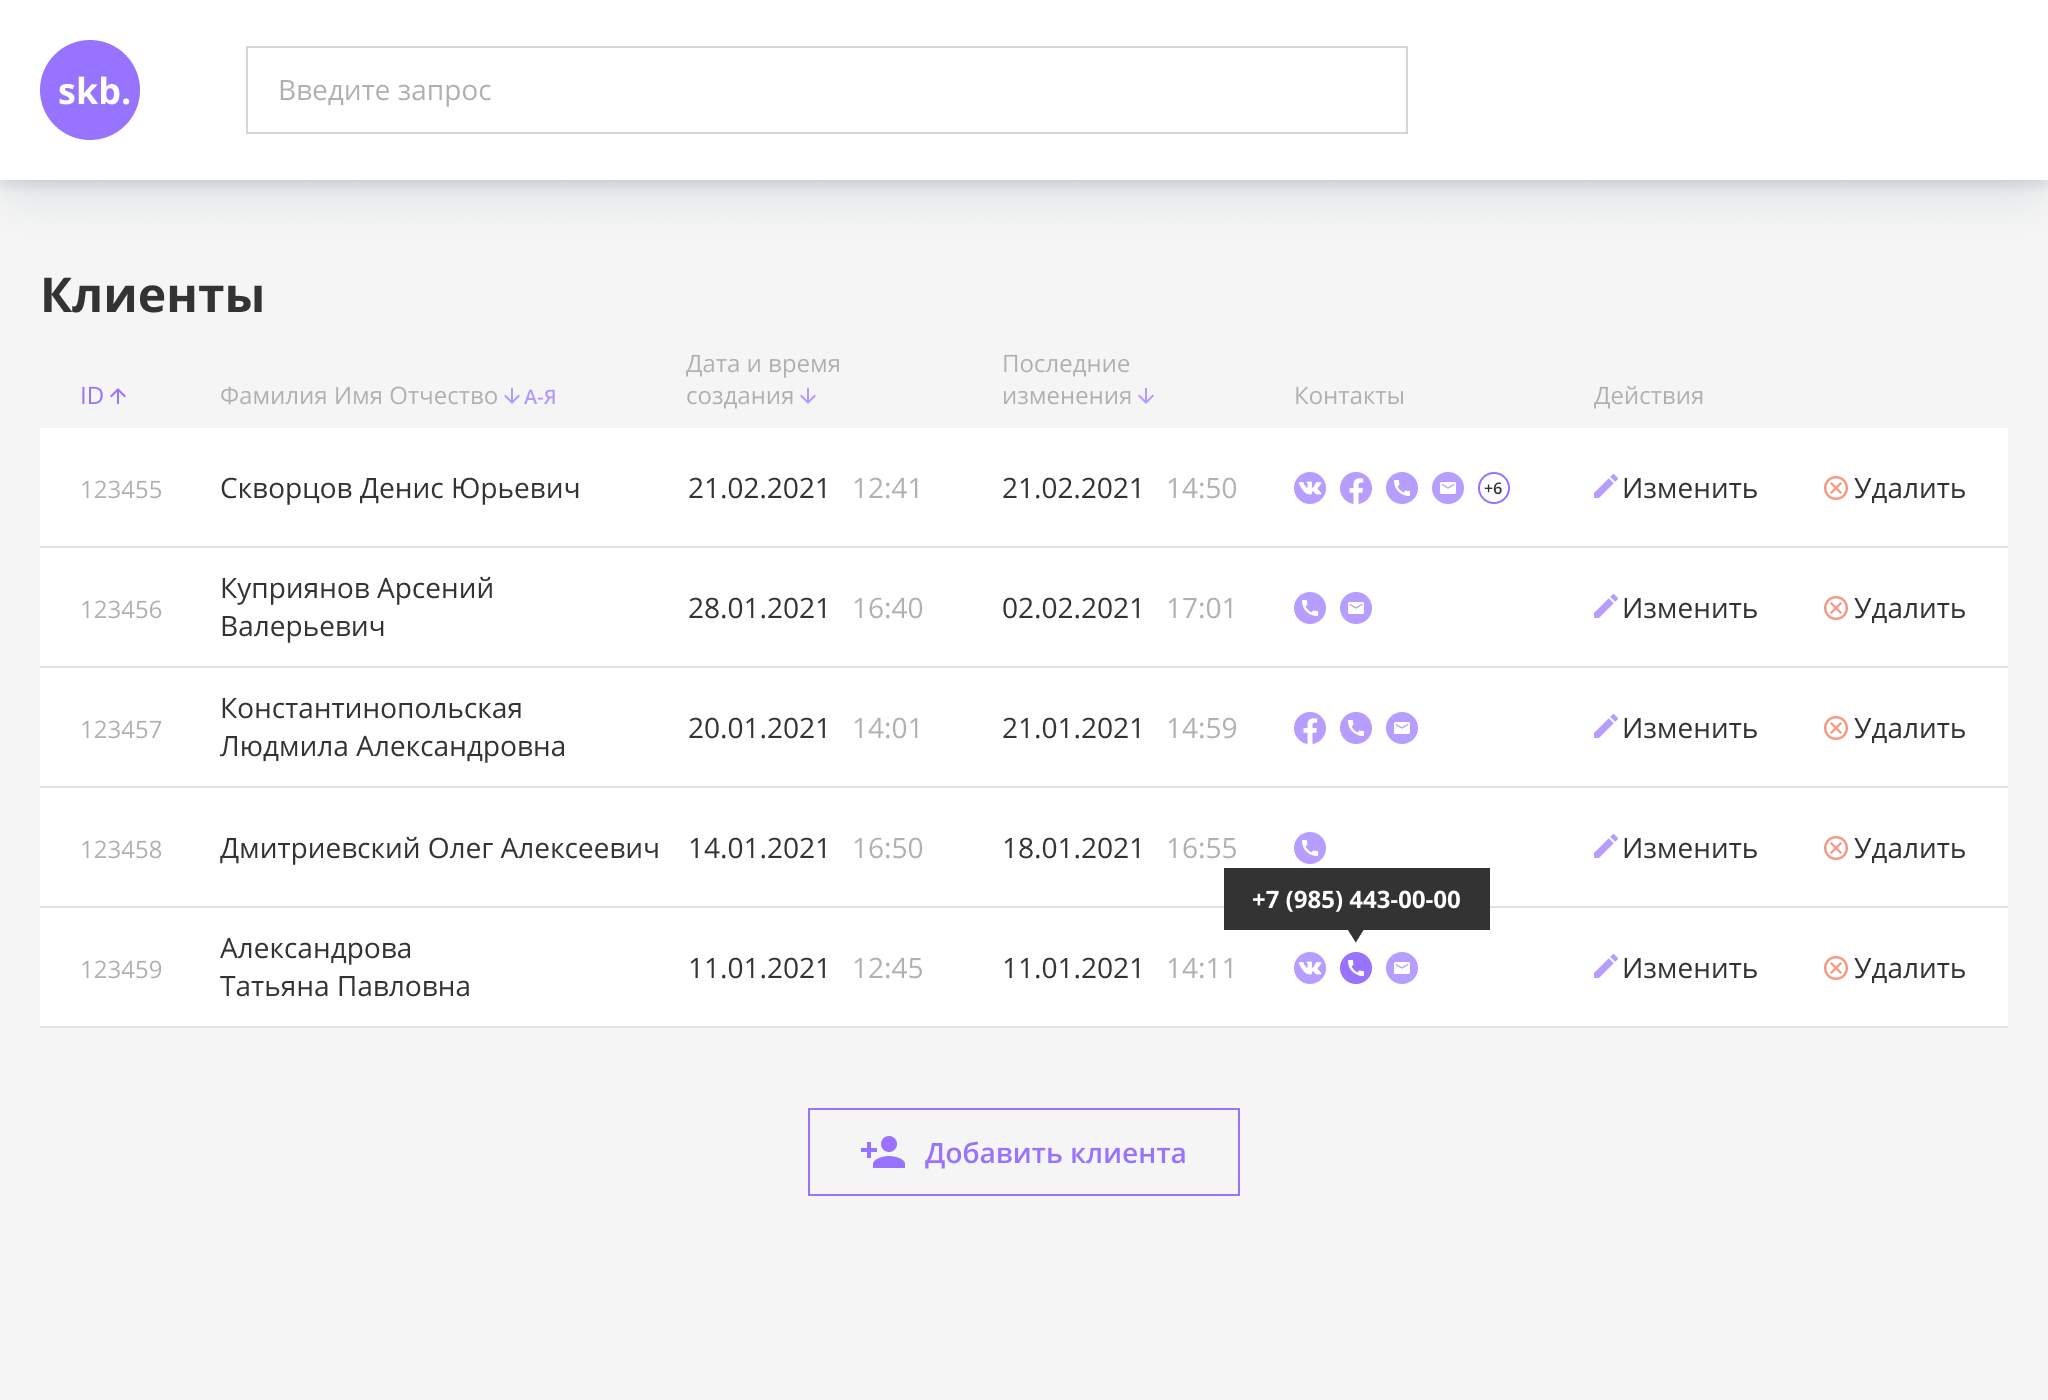 skb.
Введите запрос
Клиенты
ID Фамилия Имя Отчество А-Я Дата и время создания Последние изменения Контакты Действия
123455 Скворцов Денис Юрьевич 21.02.2021 12:41 21.02.2021 14:50 +6 Изменить Удалить
Куприянов Арсений
123456 28.01.2021 16:40 02.02.2021 17:01 Изменить Удалить
Валерьевич
Константинопольская
123457 20.01.2021 14:01 21.01.2021 14:59 Изменить Удалить
Людмила Александровна
123458 Дмитриевский Олег Алексеевич 14.01.2021 16:50 18.01.2021 16:55 Изменить Удалить
+7 (985) 443-00-00
Александрова
123459 11.01.2021 12:45 11.01.2021 14:11 Изменить Удалить
Татьяна Павловна
Добавить клиента